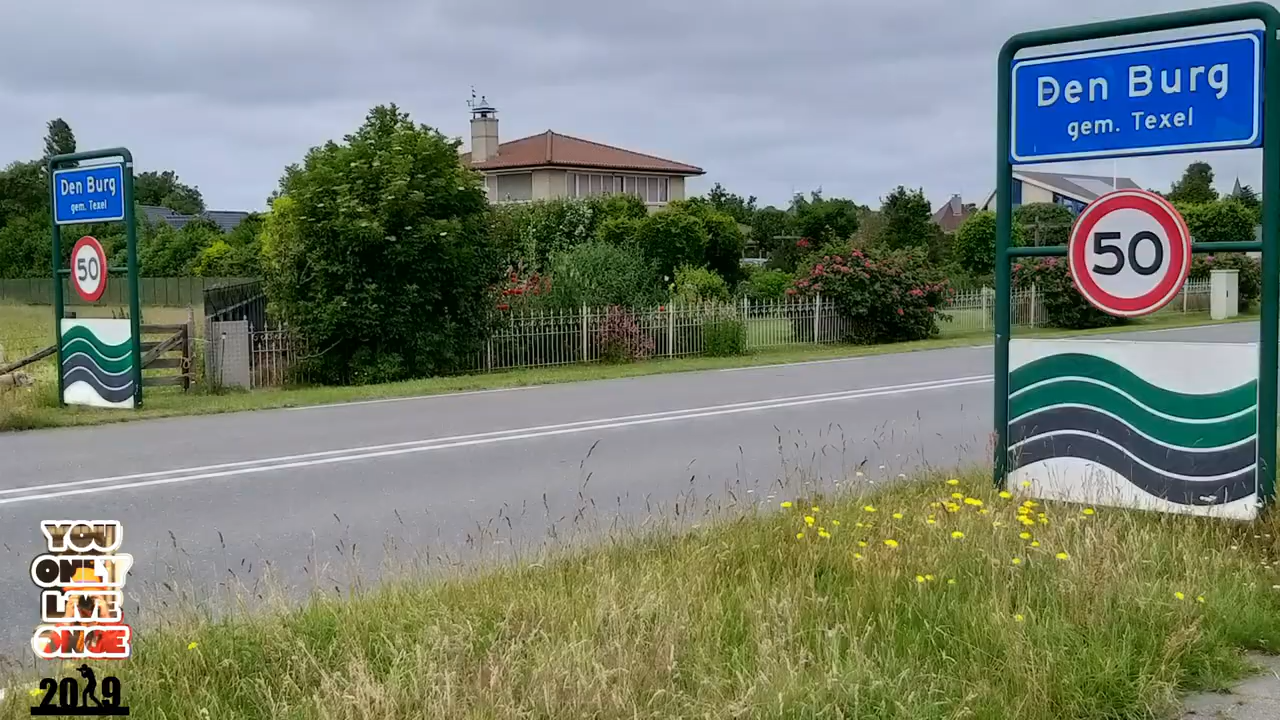 Den Burg
gem. Texel
50
Den Burg
gem. Texel
50
YOU
ONLY
LIVE
ONCE
2019